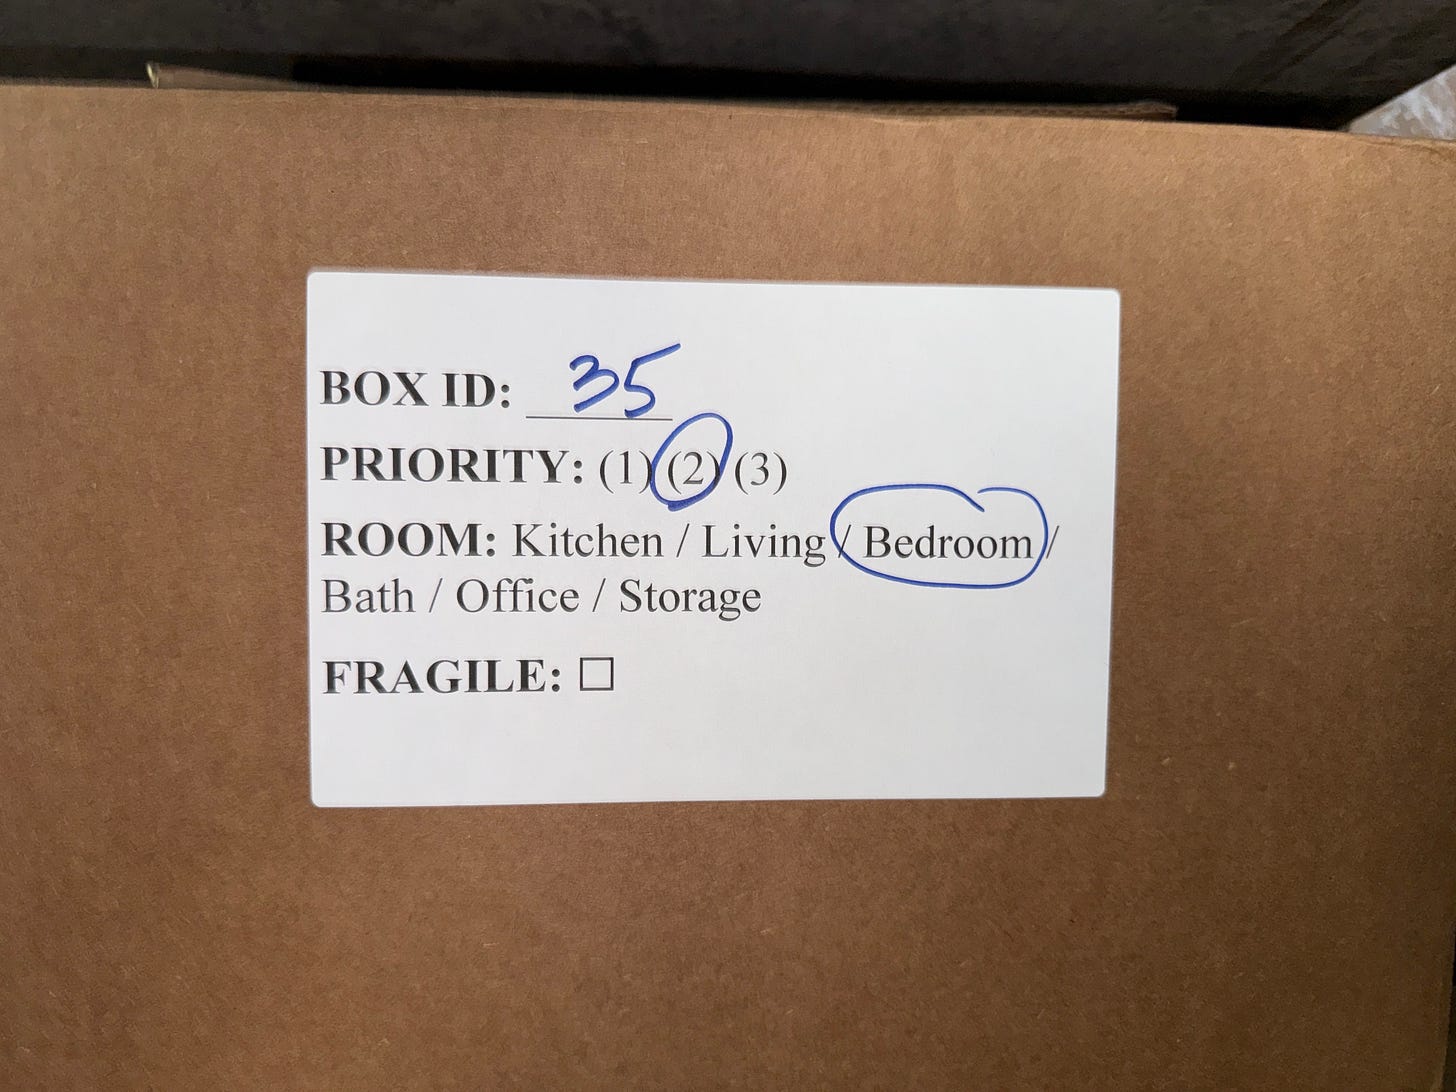 BOX ID: 35
PRIORITY: (1) (2) (3)
ROOM: Kitchen / Living / Bedroom /
Bath / Office / Storage
FRAGILE: ☐